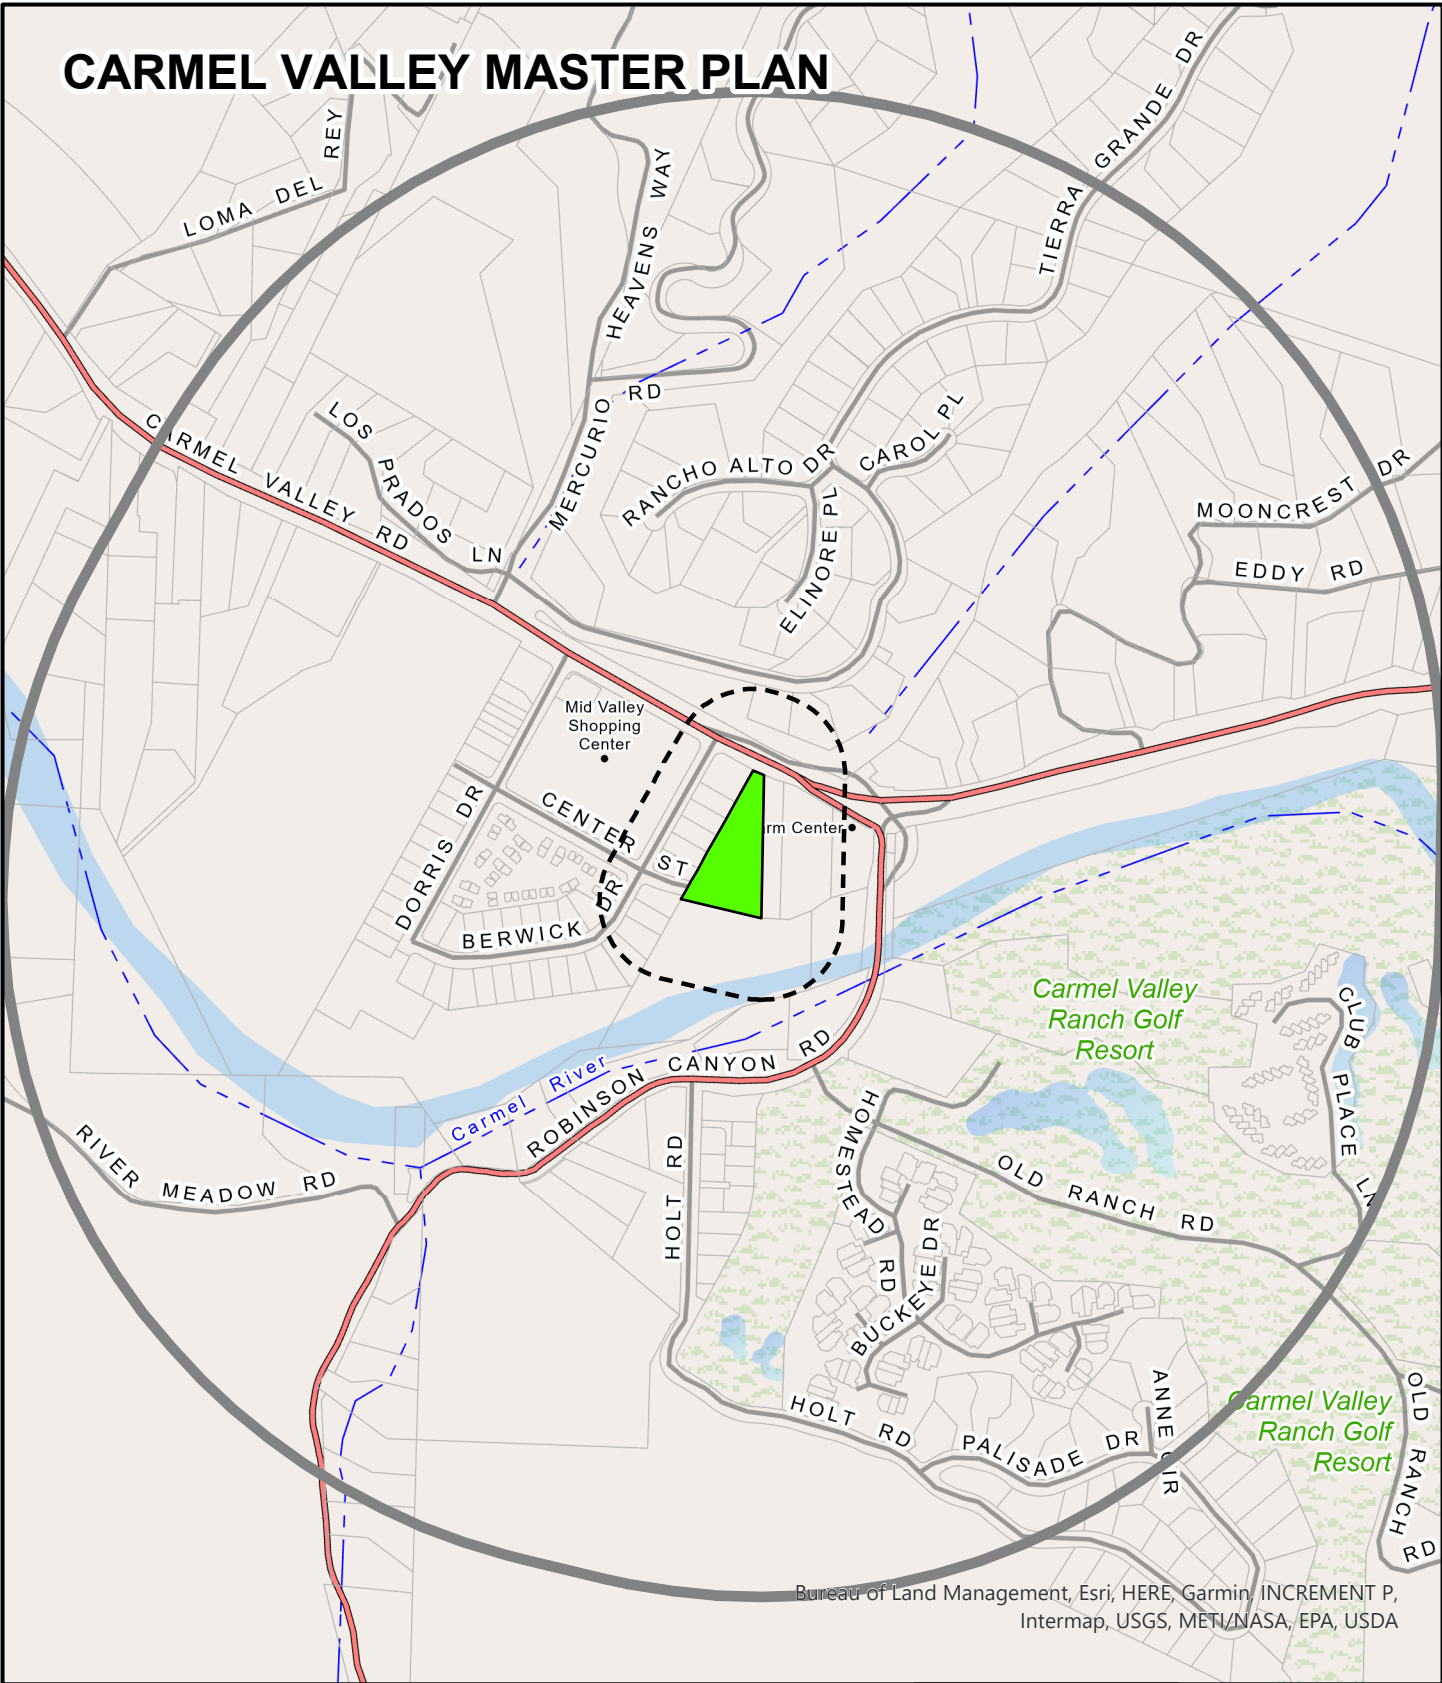 CARMEL VALLEY MASTER PLAN
LOMA DEL REY
HEAVENS WAY
TIERRA GRANDE DR
MERCURIO RD
LOS PRADOS LN
CARMEL VALLEY RD
RANCHO ALTO DR
CAROL PL
ELINORE PL
MOONCREST DR
EDDY RD
Mid Valley
Shopping
Center
CENTER ST
DORRIS DR
BERWICK DR
rm Center
Carmel Valley
Ranch Golf
Resort
CLUB PLACE LN
Carmel River
ROBINSON CANYON RD
RIVER MEADOW RD
HOLT RD
HOMESTEAD RD
OLD RANCH RD
BUCKEYE DR
HOLT RD
PALISADE DR
ANNE CIR
Carmel Valley
Ranch Golf
Resort
OLD RANCH RD
Bureau of Land Management, Esri, HERE, Garmin, INCREMENT P,
Intermap, USGS, METI/NASA, EPA, USDA